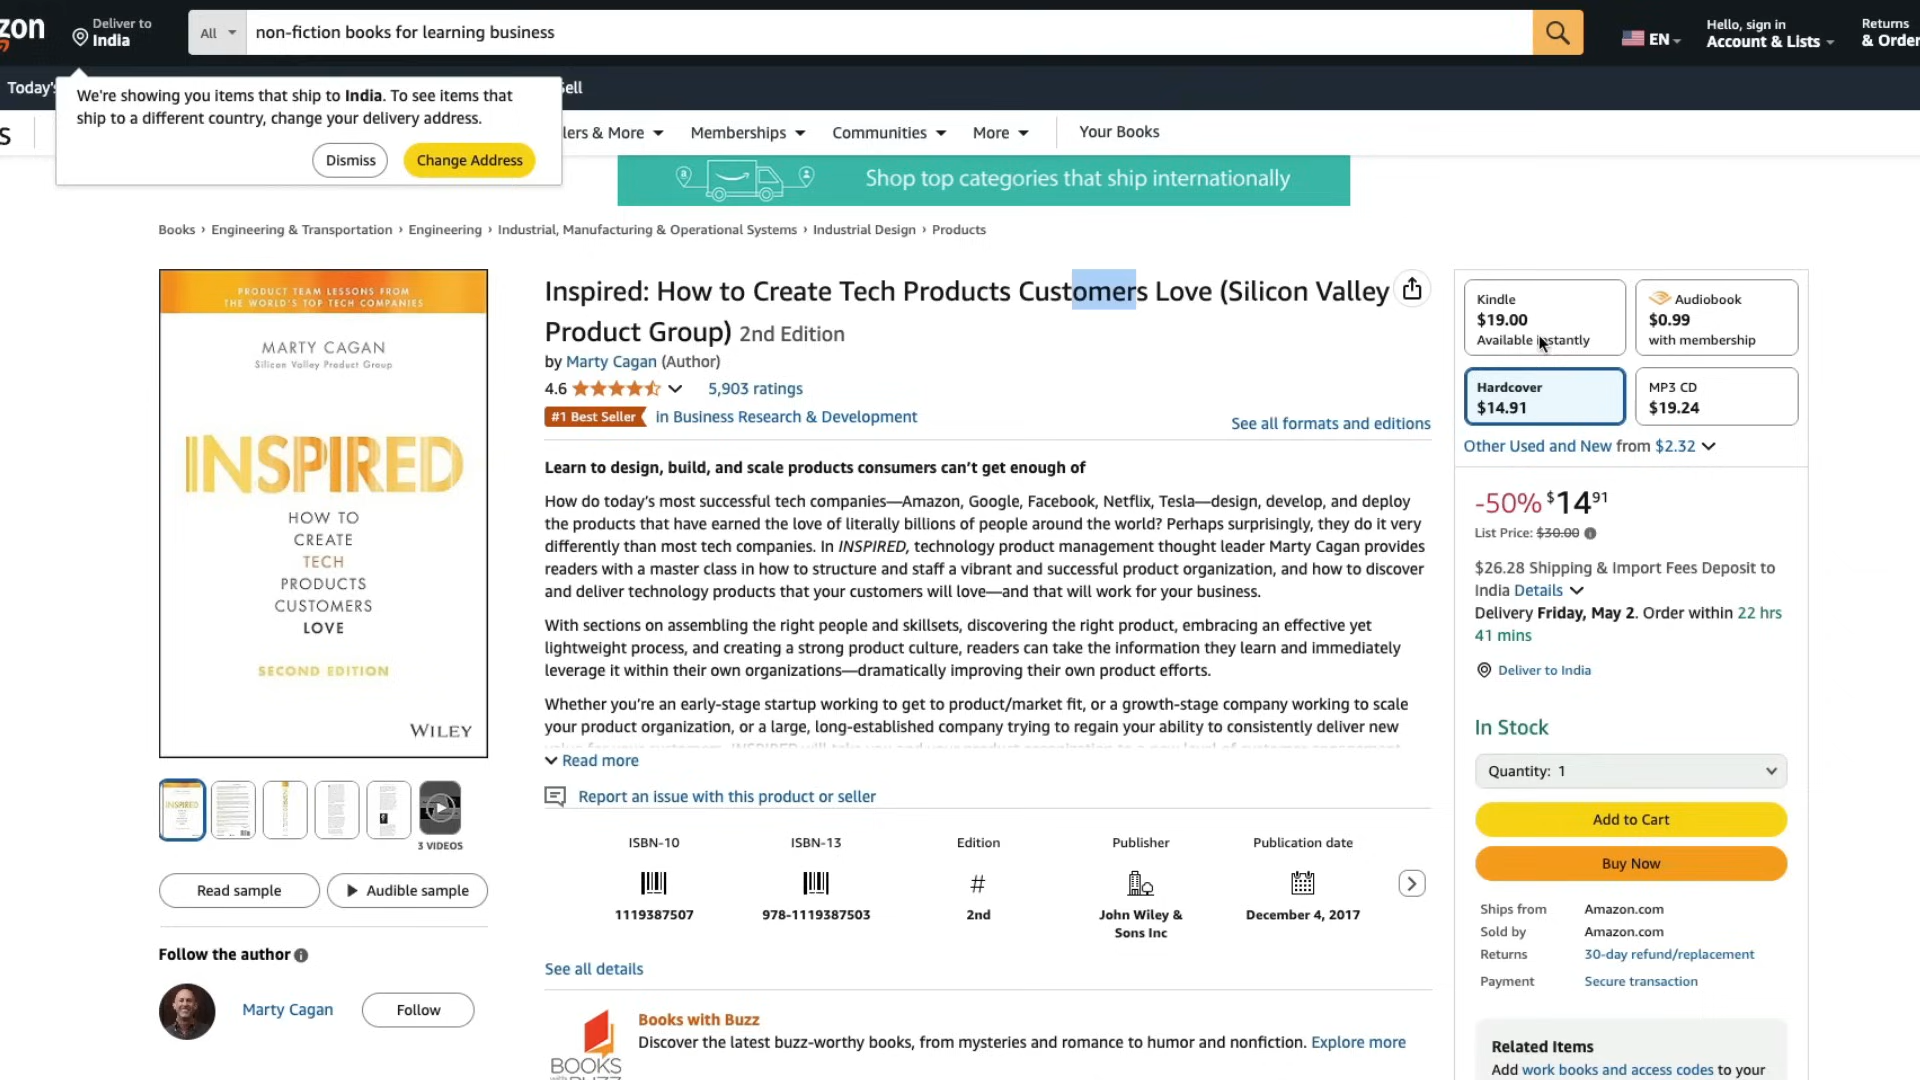 zon
Deliver to
India
All
non-fiction books for learning business
EN
Hello, sign in
Account & Lists
Returns
& Order
Today's
Sell
We're showing you items that ship to India. To see items that
ship to a different country, change your delivery address.
Dismiss
Change Address
s
lers & More
Memberships
Communities
More
Your Books
Shop top categories that ship internationally
Books › Engineering & Transportation › Engineering › Industrial, Manufacturing & Operational Systems › Industrial Design › Products
PRODUCT TEAM LESSONS FROM
THE WORLD'S TOP TECH COMPANIES
MARTY CAGAN
Silicon Valley Product Group
INSPIRED
HOW TO
CREATE
TECH
PRODUCTS
CUSTOMERS
LOVE
SECOND EDITION
WILEY
INSPIRED
3 VIDEOS
Read sample
Audible sample
Follow the author
Marty Cagan
Follow
Inspired: How to Create Tech Products Customers Love (Silicon Valley
Product Group) 2nd Edition
by Marty Cagan (Author)
4.6
5,903 ratings
#1 Best Seller in Business Research & Development
See all formats and editions
Learn to design, build, and scale products consumers can’t get enough of
How do today’s most successful tech companies—Amazon, Google, Facebook, Netflix, Tesla—design, develop, and deploy
the products that have earned the love of literally billions of people around the world? Perhaps surprisingly, they do it very
differently than most tech companies. In INSPIRED, technology product management thought leader Marty Cagan provides
readers with a master class in how to structure and staff a vibrant and successful product organization, and how to discover
and deliver technology products that your customers will love—and that will work for your business.
With sections on assembling the right people and skillsets, discovering the right product, embracing an effective yet
lightweight process, and creating a strong product culture, readers can take the information they learn and immediately
leverage it within their own organizations—dramatically improving their own product efforts.
Whether you’re an early-stage startup working to get to product/market fit, or a growth-stage company working to scale
your product organization, or a large, long-established company trying to regain your ability to consistently deliver new
Read more
Report an issue with this product or seller
ISBN-10
1119387507
ISBN-13
978-1119387503
Edition
#
2nd
Publisher
John Wiley &
Sons Inc
Publication date
December 4, 2017
See all details
BOOKS
Books with Buzz
Discover the latest buzz-worthy books, from mysteries and romance to humor and nonfiction. Explore more
Kindle
$19.00
Available instantly
Audiobook
$0.99
with membership
Hardcover
$14.91
MP3 CD
$19.24
Other Used and New from $2.32
-50% $14 91
List Price: $30.00
$26.28 Shipping & Import Fees Deposit to
India Details
Delivery Friday, May 2. Order within 22 hrs
41 mins
Deliver to India
In Stock
Quantity: 1
Add to Cart
Buy Now
Ships from Amazon.com
Sold by Amazon.com
Returns 30-day refund/replacement
Payment Secure transaction
Related Items
Add work books and access codes to your